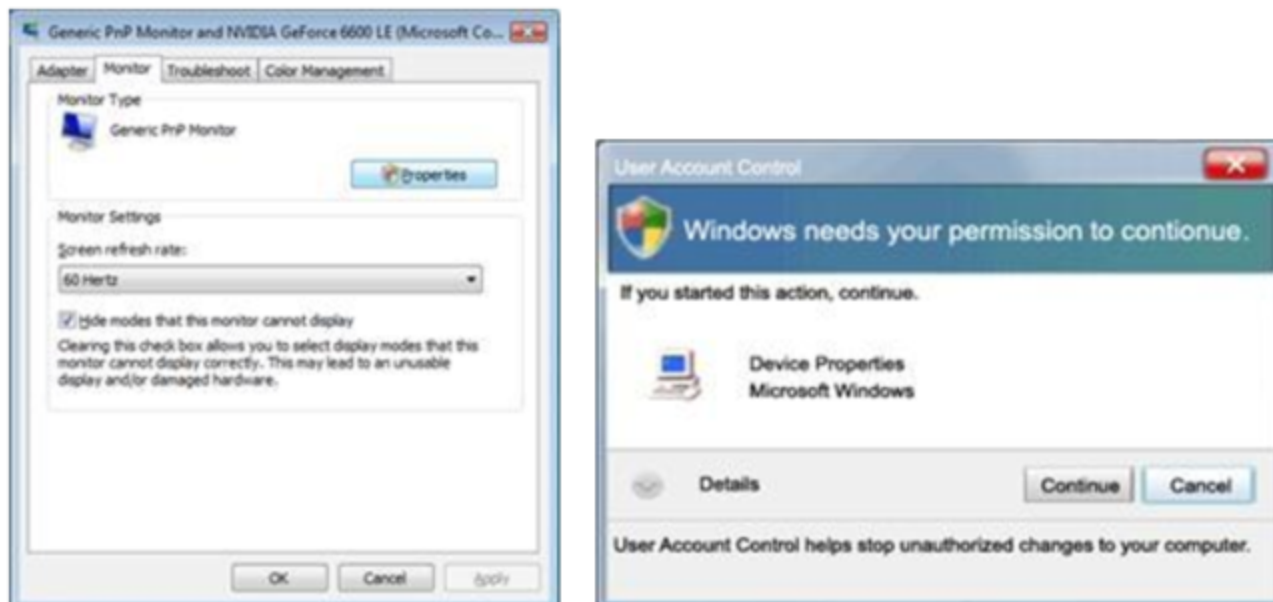 Generic PnP Monitor and NVIDIA GeForce 6600 LE (Microsoft Co...
Adapter Monitor Troubleshoot Color Management
Monitor Type
Generic PnP Monitor
Properties
Monitor Settings
Screen refresh rate:
60 Hertz
Hide modes that this monitor cannot display
Clearing this check box allows you to select display modes that this
monitor cannot display correctly. This may lead to an unusable
display and/or damaged hardware.
OK Cancel Apply
User Account Control
Windows needs your permission to contionue.
If you started this action, continue.
Device Properties
Microsoft Windows
Details Continue Cancel
User Account Control helps stop unauthorized changes to your computer.